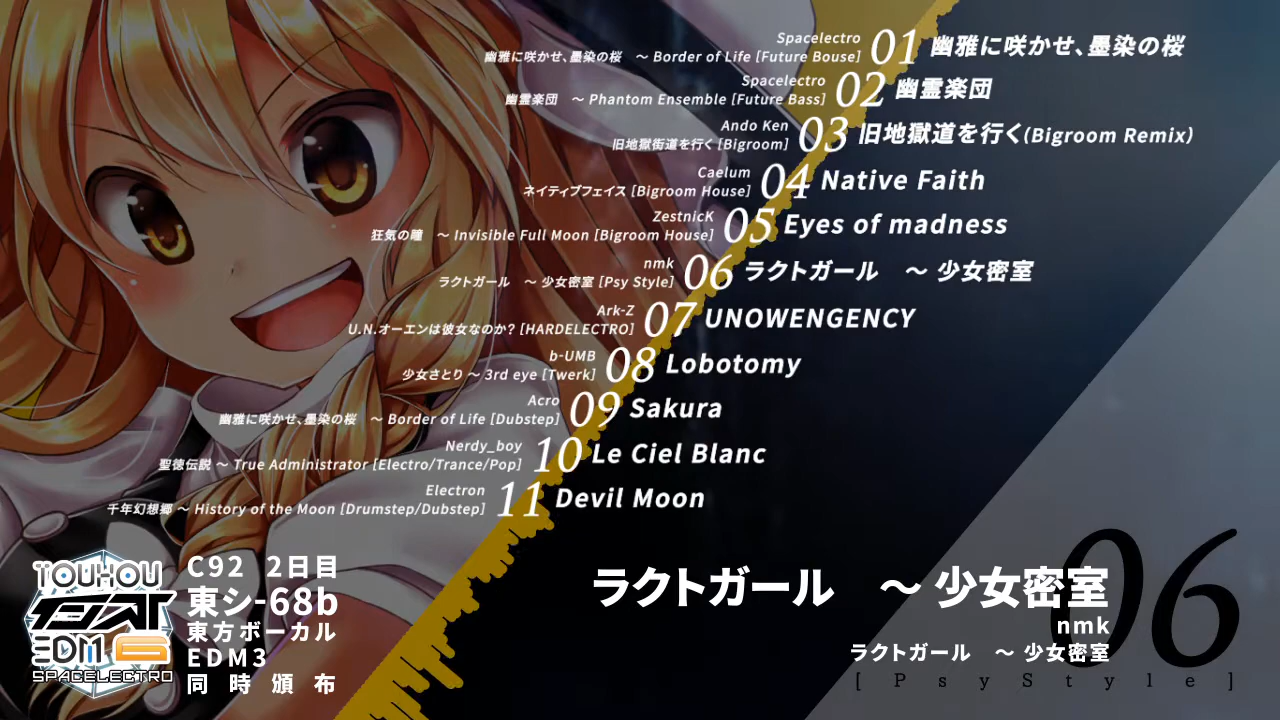 Spacelectro
幽雅に咲かせ、墨染の桜　～ Border of Life [Future Bouse]
01 幽雅に咲かせ、墨染の桜
Spacelectro
幽霊楽団　～ Phantom Ensemble [Future Bass]
02 幽霊楽団
Ando Ken
旧地獄街道を行く [Bigroom]
03 旧地獄道を行く(Bigroom Remix)
Caelum
ネイティブフェイス [Bigroom House]
04 Native Faith
ZestnicK
狂気の瞳　～ Invisible Full Moon [Bigroom House]
05 Eyes of madness
nmk
ラクトガール　～ 少女密室 [Psy Style]
06 ラクトガール　～ 少女密室
Ark-Z
U.N.オーエンは彼女なのか? [HARDELECTRO]
07 UNOWENGENCY
b-UMB
少女さとり ～ 3rd eye [Twerk]
08 Lobotomy
Acro
幽雅に咲かせ、墨染の桜　～ Border of Life [Dubstep]
09 Sakura
Nerdy_boy
聖徳伝説 ～ True Administrator [Electro/Trance/Pop]
10 Le Ciel Blanc
Electron
千年幻想郷 ～ History of the Moon [Drumstep/Dubstep]
11 Devil Moon
TOUHOU
EDM 6
SPACELECTRO
C92 2日目
東シ-68b
東方ボーカル
EDM3
同時頒布
ラクトガール　～ 少女密室
06
nmk
ラクトガール　～ 少女密室
[PsyStyle]